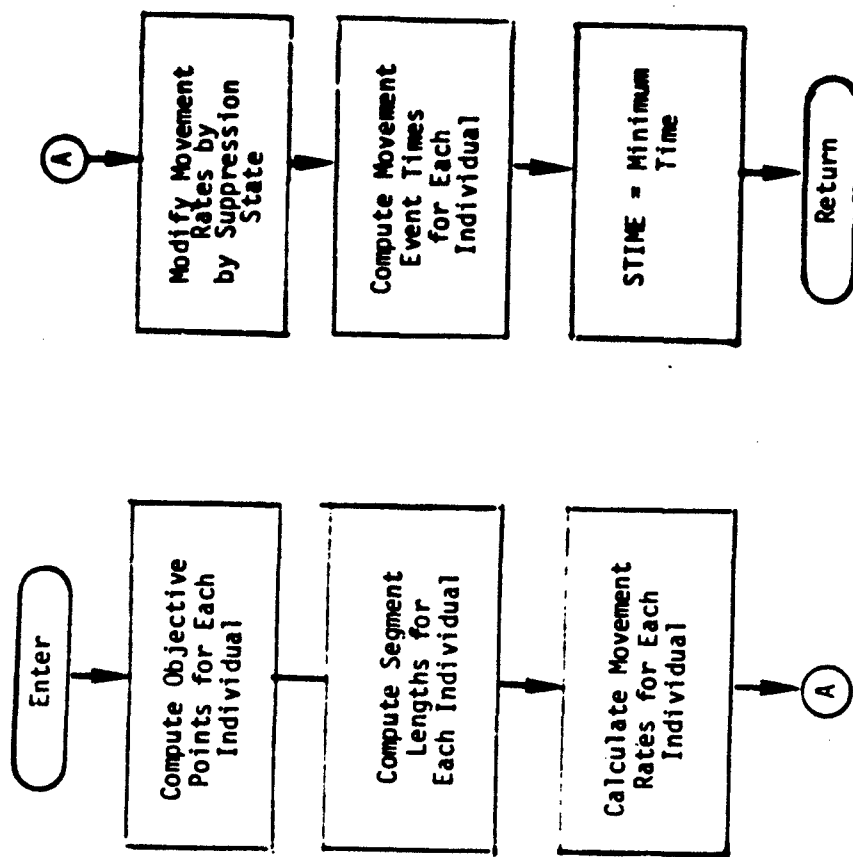 Enter
Compute Objective
Points for Each
Individual
Compute Segment
Lengths for
Each Individual
Calculate Movement
Rates for Each
Individual
A
A
Modify Movement
Rates by
by Suppression
State
Compute Movement
Event Times
for Each
Individual
STIME = Minimum
Time
Return